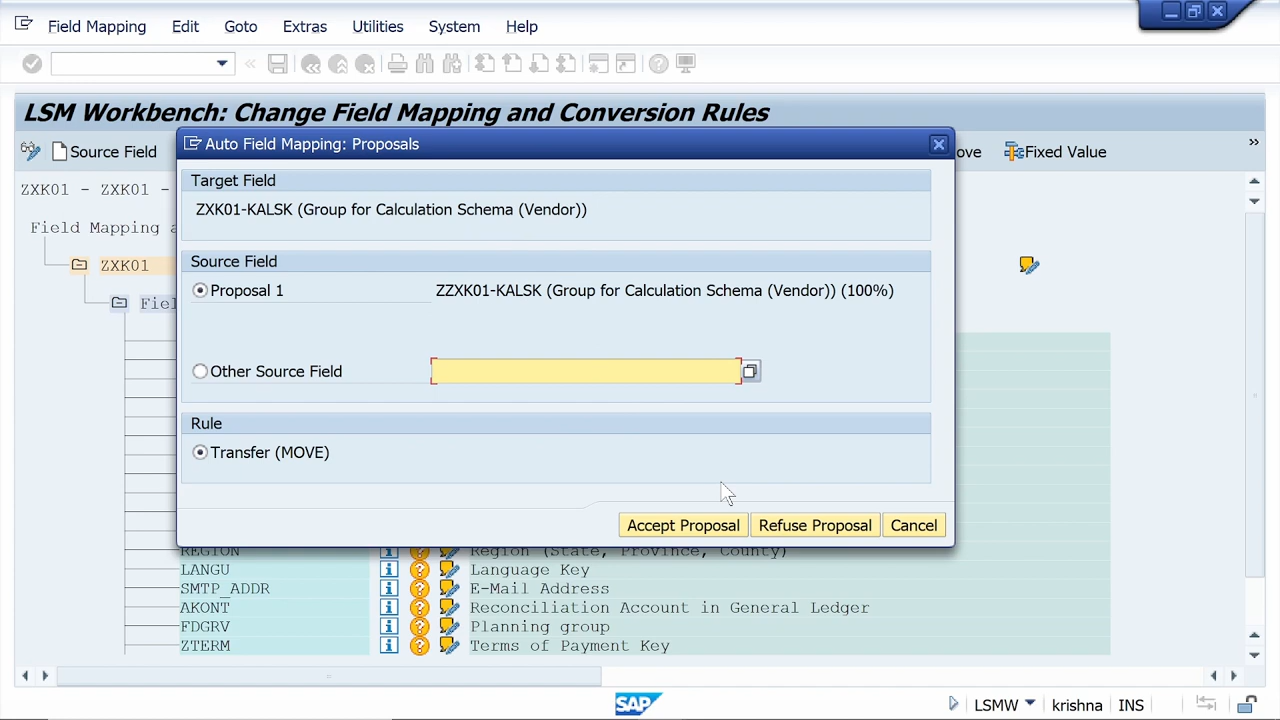 Field Mapping Edit Goto Extras Utilities System Help
LSM Workbench: Change Field Mapping and Conversion Rules
Source Field ove Fixed Value
Auto Field Mapping: Proposals
ZXK01 - ZXK01 -
Field Mapping a
ZXK01
Fiel
Target Field
ZXK01-KALSK (Group for Calculation Schema (Vendor))
Source Field
Proposal 1 ZZXK01-KALSK (Group for Calculation Schema (Vendor)) (100%)
Other Source Field
Rule
Transfer (MOVE)
Accept Proposal Refuse Proposal Cancel
REGION Region (State, Province, County)
LANGU Language Key
SMTP_ADDR E-Mail Address
AKONT Reconciliation Account in General Ledger
FDGRV Planning group
ZTERM Terms of Payment Key
SAP LSMW krishna INS